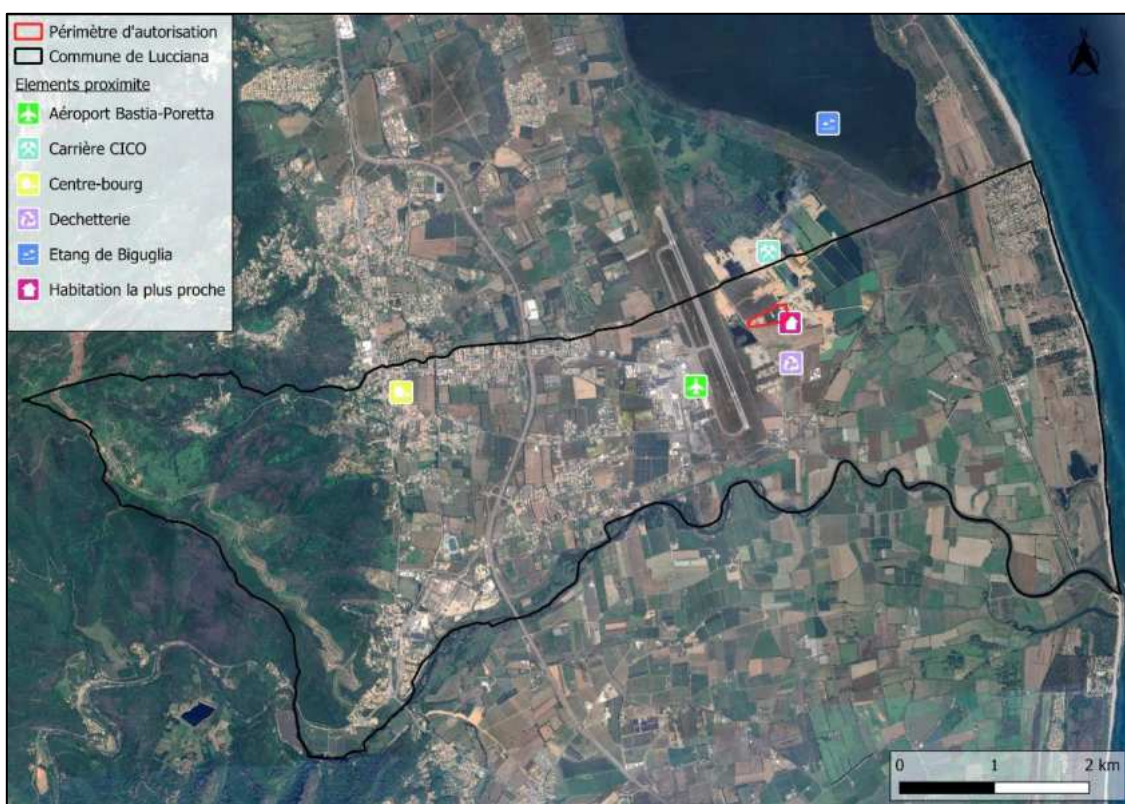 Périmètre d'autorisation
Commune de Lucciana
Elements proximite
Aéroport Bastia-Poretta
Carrière CICO
Centre-bourg
Dechetterie
Etang de Biguglia
Habitation la plus proche
N
0 1 2 km